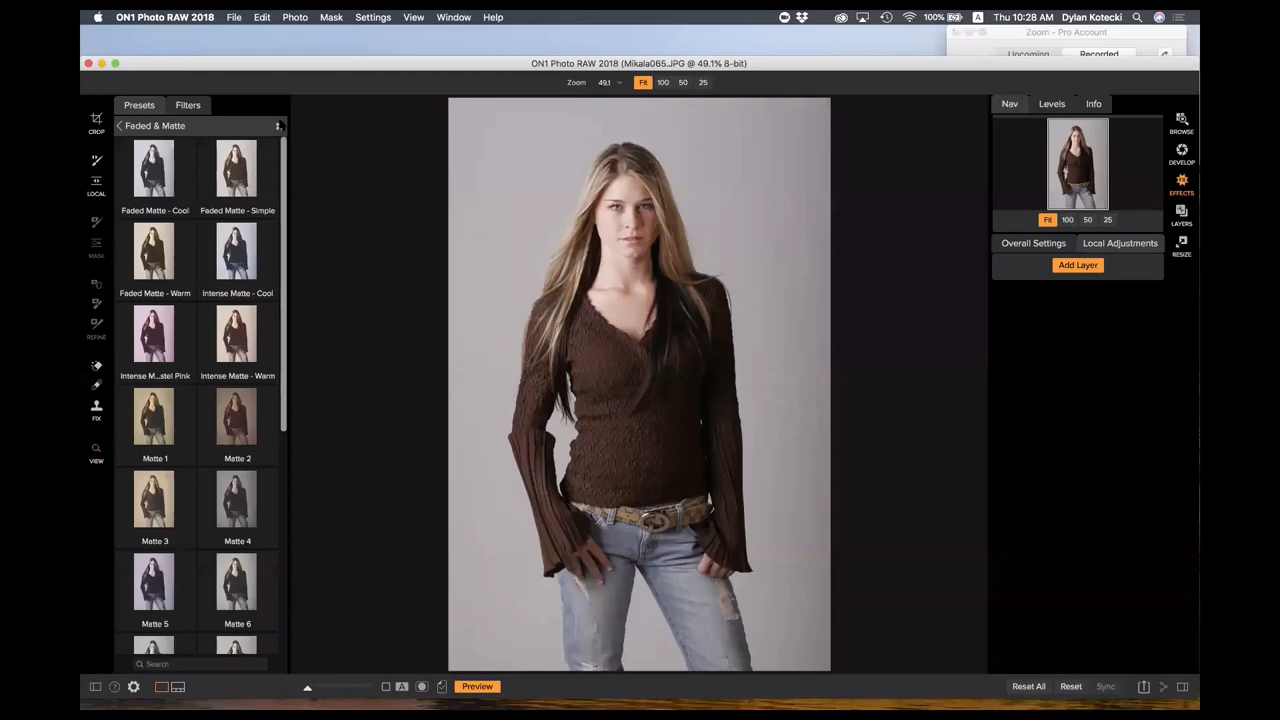 ON1 Photo RAW 2018 File Edit Photo Mask Settings View Window Help 100% A Thu 10:28 AM Dylan Kotecki
Zoom - Pro Account
Upcoming Recorded
ON1 Photo RAW 2018 (Mikala065.JPG @ 49.1% 8-bit)
Zoom 49.1 Fit 100 50 25
Presets Filters
Faded & Matte
Faded Matte - Cool Faded Matte - Simple
Faded Matte - Warm Intense Matte - Cool
Intense M...stel Pink Intense Matte - Warm
Matte 1 Matte 2
Matte 3 Matte 4
Matte 5 Matte 6
Search
CROP
LOCAL
MASK
REFINE
FIX
VIEW
Nav Levels Info
Fit 100 50 25
Overall Settings Local Adjustments
Add Layer
BROWSE
DEVELOP
EFFECTS
LAYERS
RESIZE
? A Preview
Reset All Reset Sync